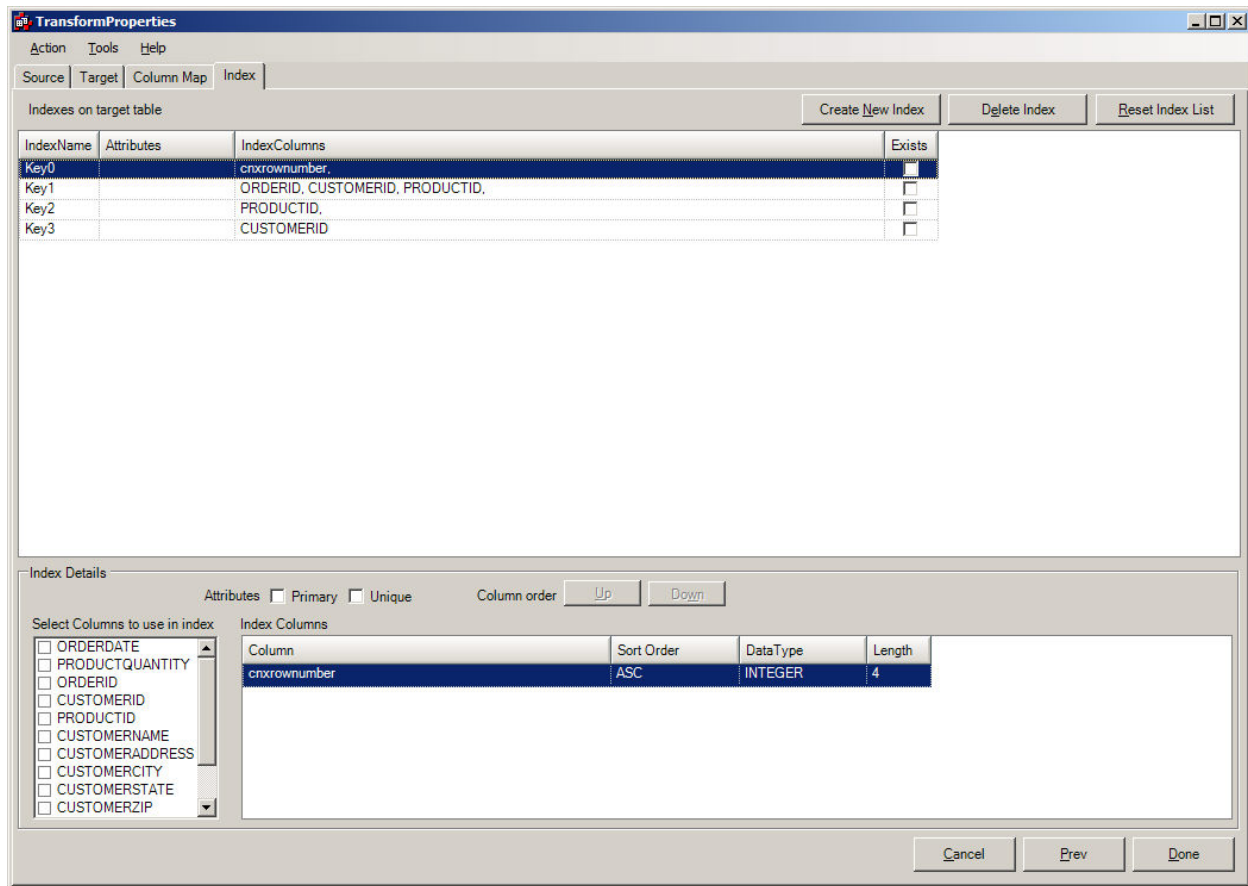 TransformProperties
Action Tools Help
Source Target Column Map Index
Indexes on target table Create New Index Delete Index Reset Index List
IndexName Attributes IndexColumns Exists
Key0 cnxrownumber,
Key1 ORDERID, CUSTOMERID, PRODUCTID,
Key2 PRODUCTID,
Key3 CUSTOMERID
Index Details
Attributes Primary Unique Column order Up Down
Select Columns to use in index Index Columns
ORDERDATE
PRODUCTQUANTITY
ORDERID
CUSTOMERID
PRODUCTID
CUSTOMERNAME
CUSTOMERADDRESS
CUSTOMERCITY
CUSTOMERSTATE
CUSTOMERZIP
Column Sort Order DataType Length
cnxrownumber ASC INTEGER 4
Cancel Prev Done